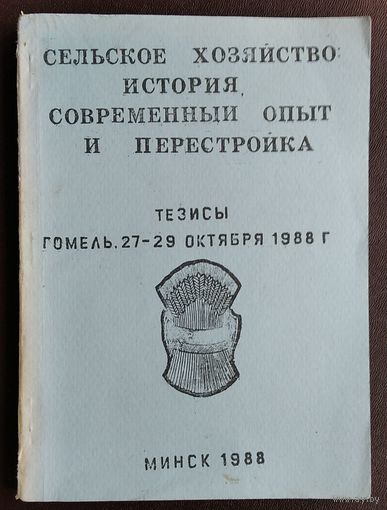 СЕЛЬСКОЕ ХОЗЯЙСТВО:
ИСТОРИЯ,
СОВРЕМЕННЫЙ ОПЫТ
И ПЕРЕСТРОЙКА
ТЕЗИСЫ
ГОМЕЛЬ, 27-29 ОКТЯБРЯ 1988 Г
МИНСК 1988